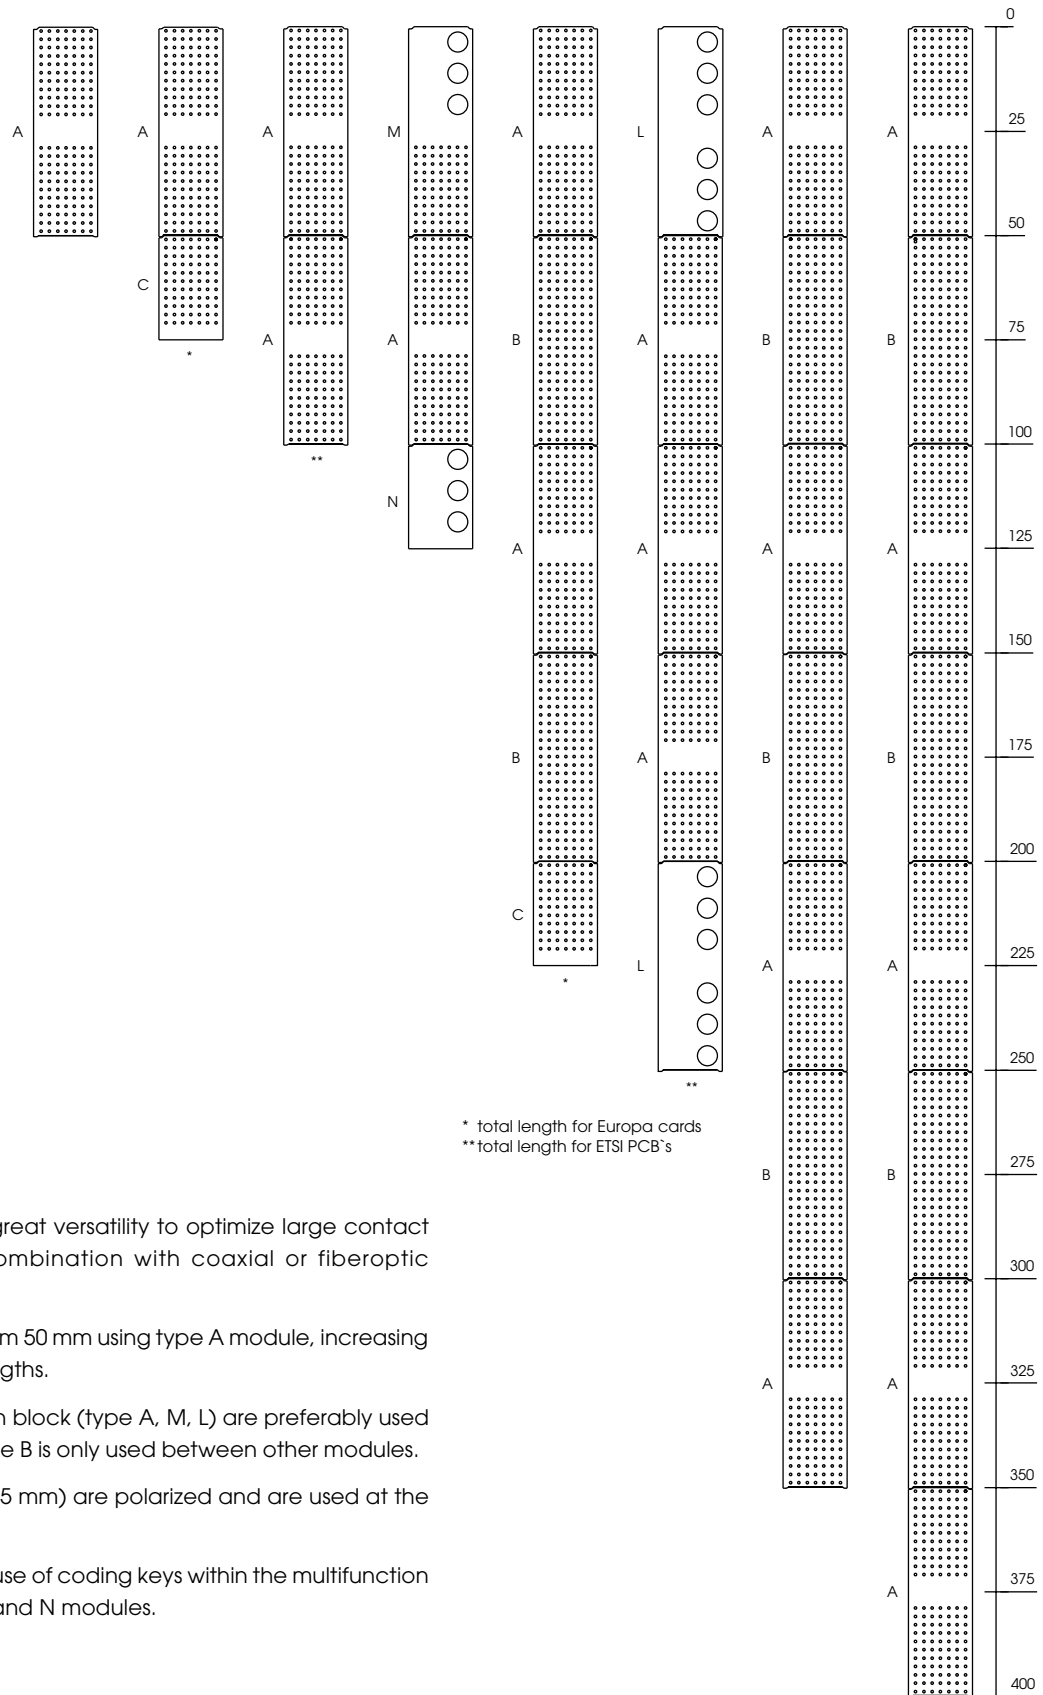 0
A A A M A L A A 25
50
C
A A B A B B 75
*
100
**
N
A A A A 125
150
B A B B 175
200
C
L A A 225
*
250
**
* total length for Europa cards
** total length for ETSI PCB`s
B B 275
great versatility to optimize large contact
ombination with coaxial or fiberoptic
300
m 50 mm using type A module, increasing
gths.
A A 325
n block (type A, M, L) are preferably used
e B is only used between other modules.
350
5 mm) are polarized and are used at the
A 375
use of coding keys within the multifunction
and N modules.
400